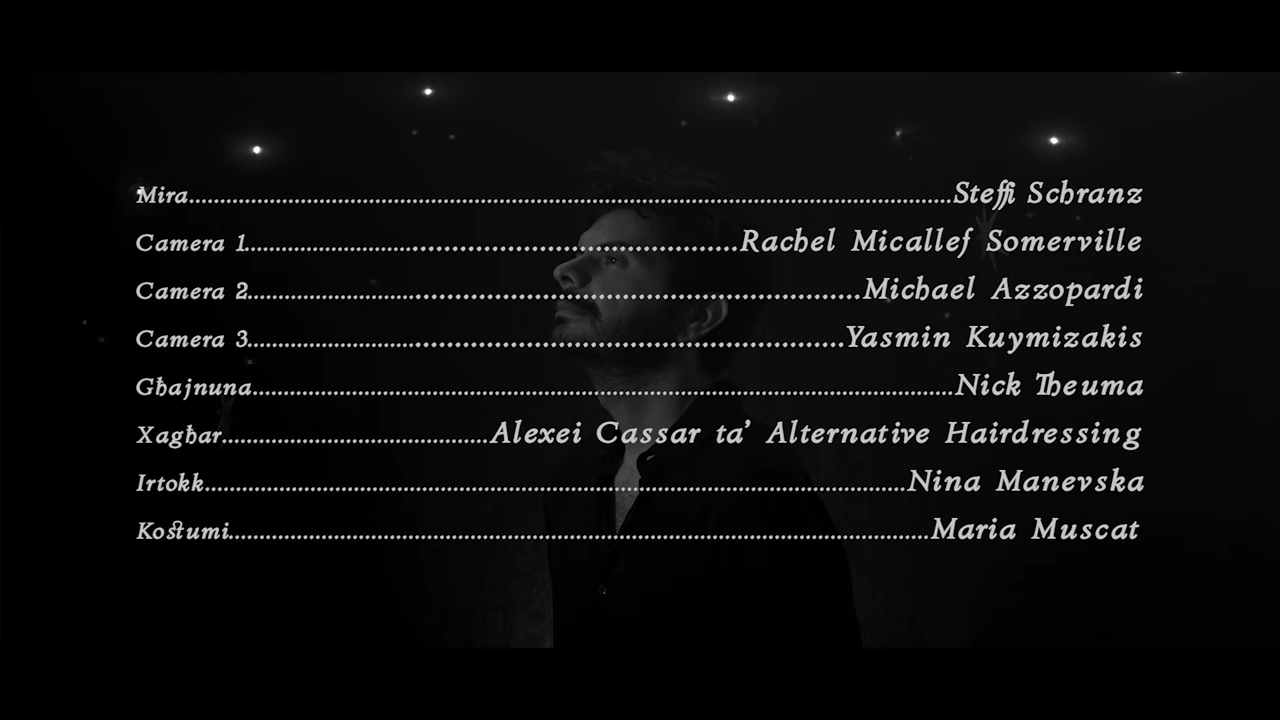 Mira...Steffi Schranz
Camera 1...Rachel Micallef Somerville
Camera 2...Michael Azzopardi
Camera 3...Yasmin Kuymizakis
Għajnuna...Nick Theuma
Xagħar...Alexei Cassar ta' Alternative Hairdressing
Irtokk...Nina Manevska
Kostumi...Maria Muscat